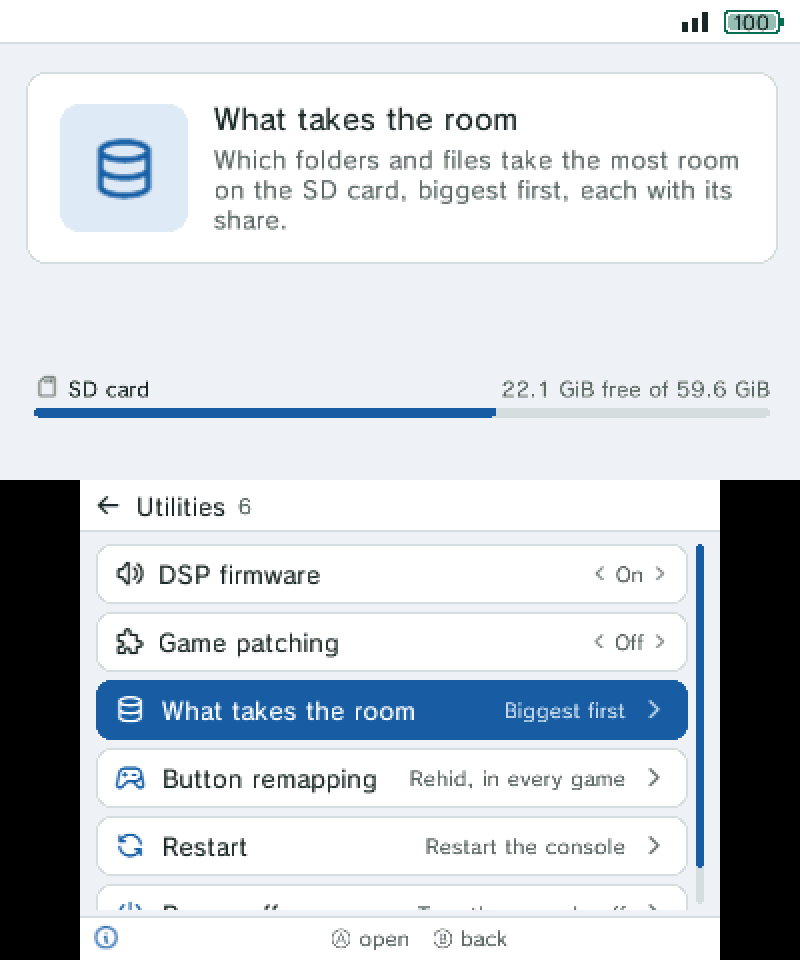 100
What takes the room
Which folders and files take the most room
on the SD card, biggest first, each with its
share.
SD card 22.1 GiB free of 59.6 GiB
Utilities 6
DSP firmware On
Game patching Off
What takes the room Biggest first
Button remapping Rehid, in every game
Restart Restart the console
Ⓐ open Ⓑ back